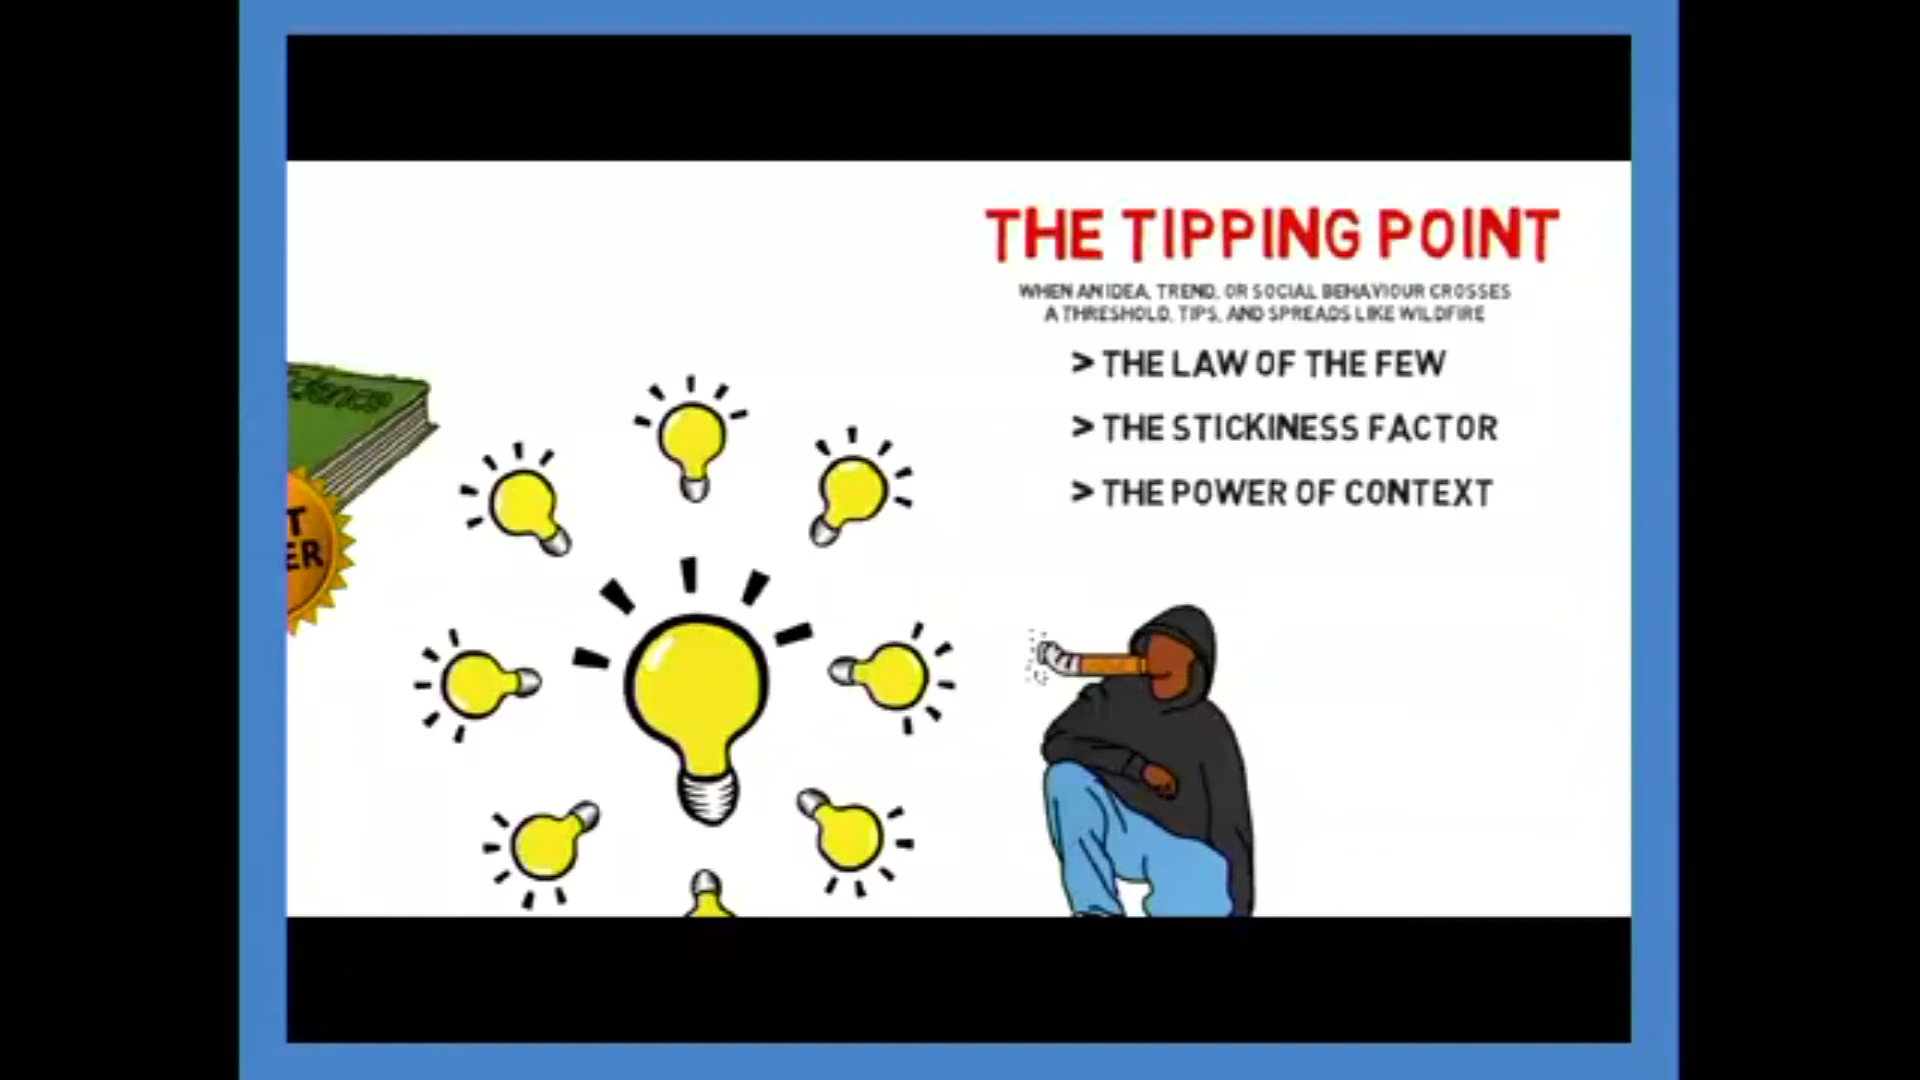 THE TIPPING POINT
WHEN AN IDEA, TREND, OR SOCIAL BEHAVIOUR CROSSES
A THRESHOLD, TIPS, AND SPREADS LIKE WILDFIRE
> THE LAW OF THE FEW
> THE STICKINESS FACTOR
> THE POWER OF CONTEXT